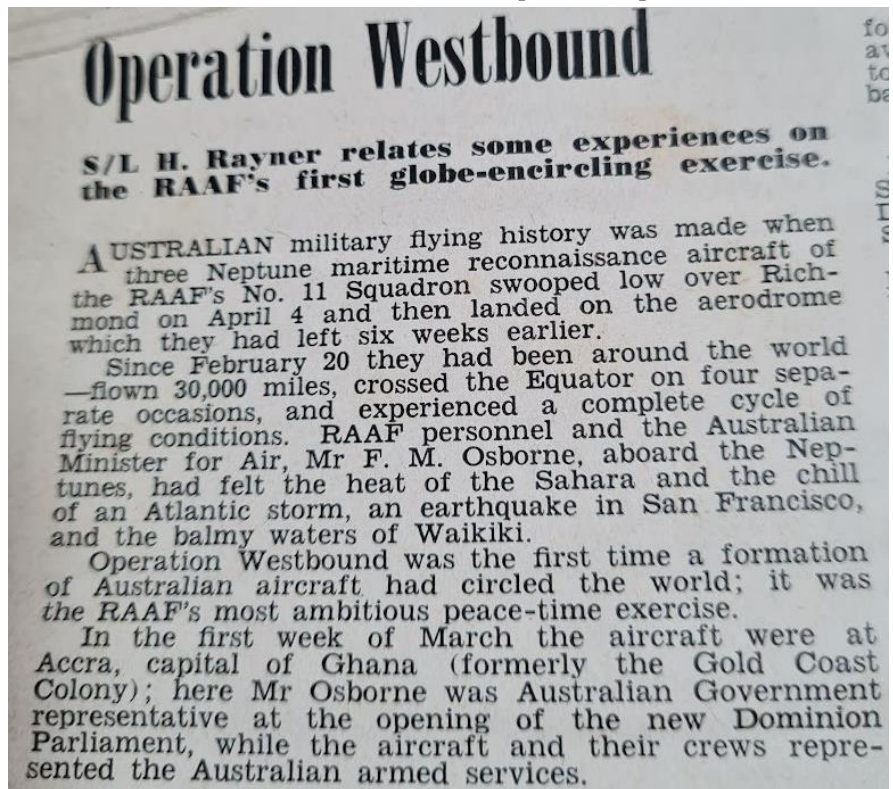 Operation Westbound
S/L H. Rayner relates some experiences on
the RAAF's first globe-encircling exercise.
AUSTRALIAN military flying history was made when
three Neptune maritime reconnaissance aircraft of
the RAAF's No. 11 Squadron swooped low over Rich-
mond on April 4 and then landed on the aerodrome
which they had left six weeks earlier.
Since February 20 they had been around the world
—flown 30,000 miles, crossed the Equator on four sepa-
rate occasions, and experienced a complete cycle of
flying conditions. RAAF personnel and the Australian
Minister for Air, Mr F. M. Osborne, aboard the Nep-
tunes, had felt the heat of the Sahara and the chill
of an Atlantic storm, an earthquake in San Francisco,
and the balmy waters of Waikiki.
Operation Westbound was the first time a formation
of Australian aircraft had circled the world; it was
the RAAF's most ambitious peace-time exercise.
In the first week of March the aircraft were at
Accra, capital of Ghana (formerly the Gold Coast
Colony); here Mr Osborne was Australian Government
representative at the opening of the new Dominion
Parliament, while the aircraft and their crews repre-
sented the Australian armed services.